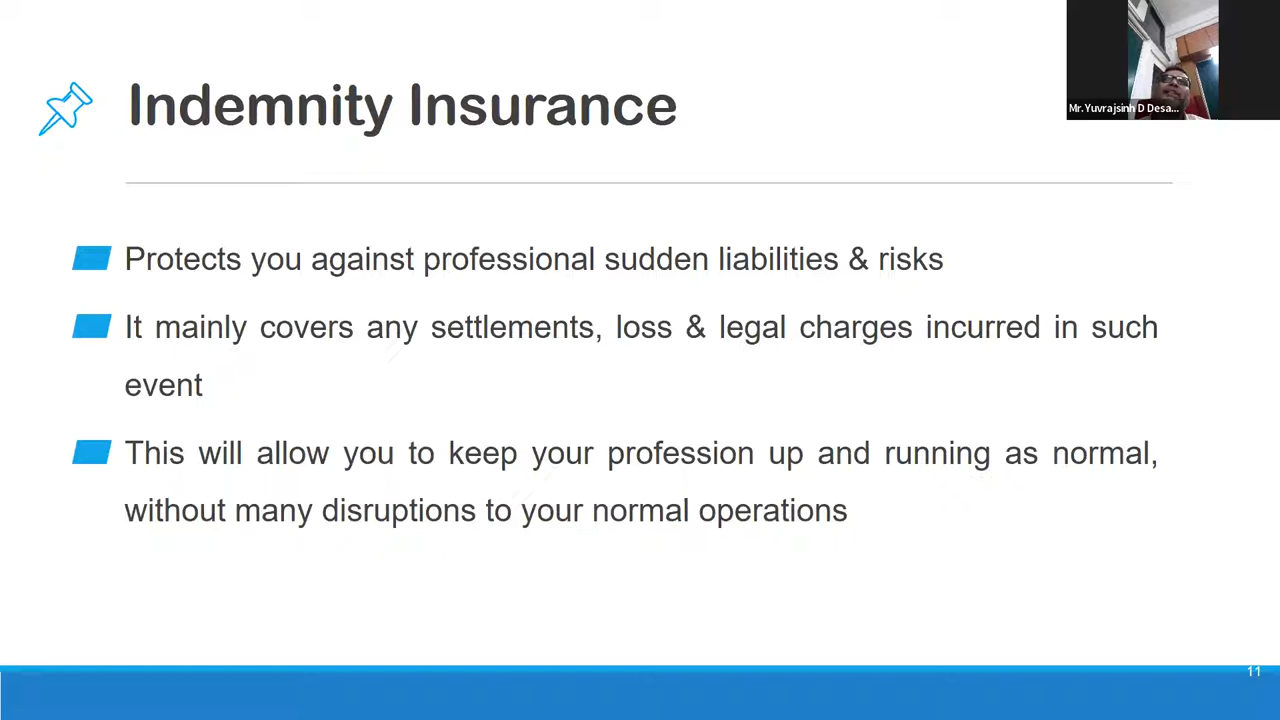 Mr.Yuvrajsinh D Desa...
Indemnity Insurance
Protects you against professional sudden liabilities & risks
It mainly covers any settlements, loss & legal charges incurred in such
event
This will allow you to keep your profession up and running as normal,
without many disruptions to your normal operations
11